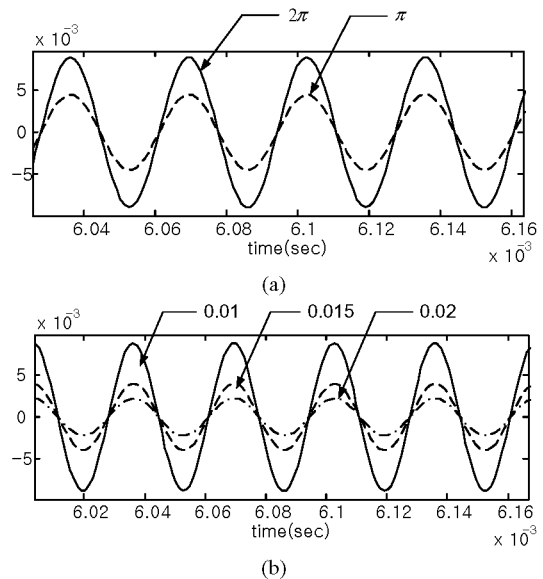 2π π
x 10⁻³
5
0
-5
6.04 6.06 6.08 6.1 6.12 6.14 6.16
time(sec) x 10⁻³
(a)
0.01 0.015 0.02
x 10⁻³
5
0
-5
6.02 6.04 6.06 6.08 6.1 6.12 6.14 6.16
time(sec) x 10⁻³
(b)